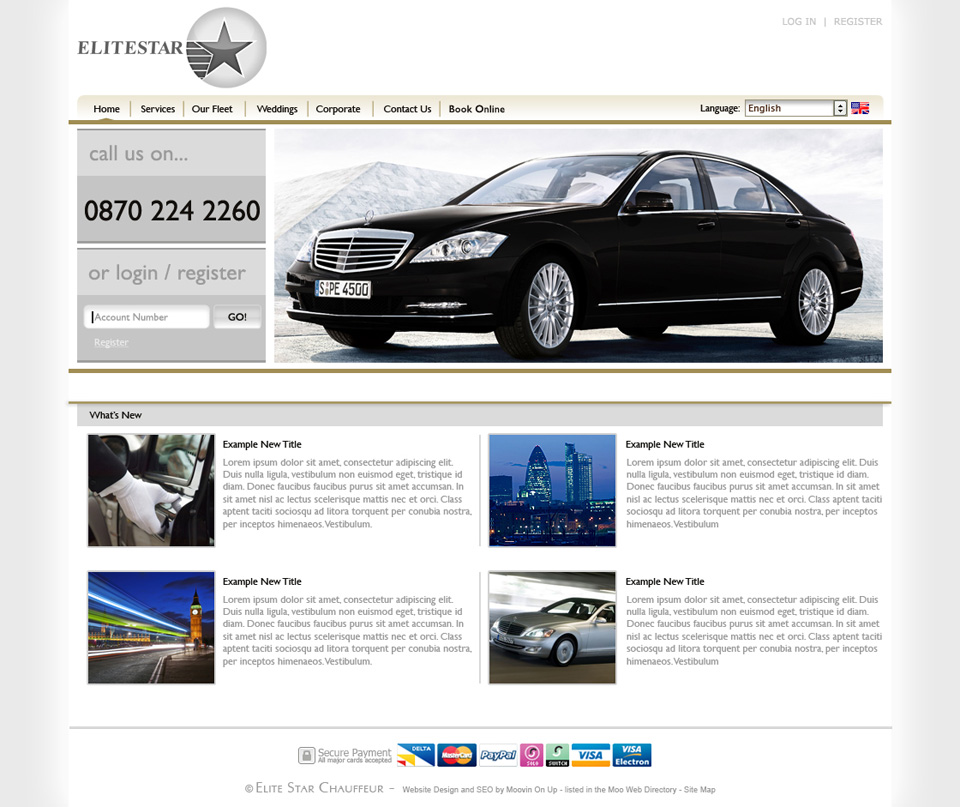 LOG IN | REGISTER
ELITESTAR
Home
Services
Our Fleet
Weddings
Corporate
Contact Us
Book Online
Language: English
call us on...
0870 224 2260
or login / register
Account Number
GO!
Register
S PE 4500
What's New
Example New Title
Lorem ipsum dolor sit amet, consectetur adipiscing elit.
Duis nulla ligula, vestibulum non euismod eget, tristique id
diam. Donec faucibus faucibus purus sit amet accumsan. In
sit amet nisl ac lectus scelerisque mattis nec et orci. Class
aptent taciti sociosqu ad litora torquent per conubia nostra,
per inceptos himenaeos. Vestibulum.
Example New Title
Lorem ipsum dolor sit amet, consectetur adipiscing elit. Duis
nulla ligula, vestibulum non euismod eget, tristique id diam.
Donec faucibus faucibus purus sit amet accumsan. In sit amet
nisl ac lectus scelerisque mattis nec et orci. Class aptent taciti
sociosqu ad litora torquent per conubia nostra, per inceptos
himenaeos. Vestibulum
Example New Title
Lorem ipsum dolor sit amet, consectetur adipiscing elit.
Duis nulla ligula, vestibulum non euismod eget, tristique id
diam. Donec faucibus faucibus purus sit amet accumsan. In
sit amet nisl ac lectus scelerisque mattis nec et orci. Class
aptent taciti sociosqu ad litora torquent per conubia nostra,
per inceptos himenaeos. Vestibulum.
Example New Title
Lorem ipsum dolor sit amet, consectetur adipiscing elit. Duis
nulla ligula, vestibulum non euismod eget, tristique id diam.
Donec faucibus faucibus purus sit amet accumsan. In sit amet
nisl ac lectus scelerisque mattis nec et orci. Class aptent taciti
sociosqu ad litora torquent per conubia nostra, per inceptos
himenaeos. Vestibulum
Secure Payment
All major cards accepted
DELTA
MasterCard
PayPal
SOLO
SWITCH
VISA
VISA
Electron
© ELITE STAR CHAUFFEUR – Website Design and SEO by Moovin On Up - listed in the Moo Web Directory - Site Map